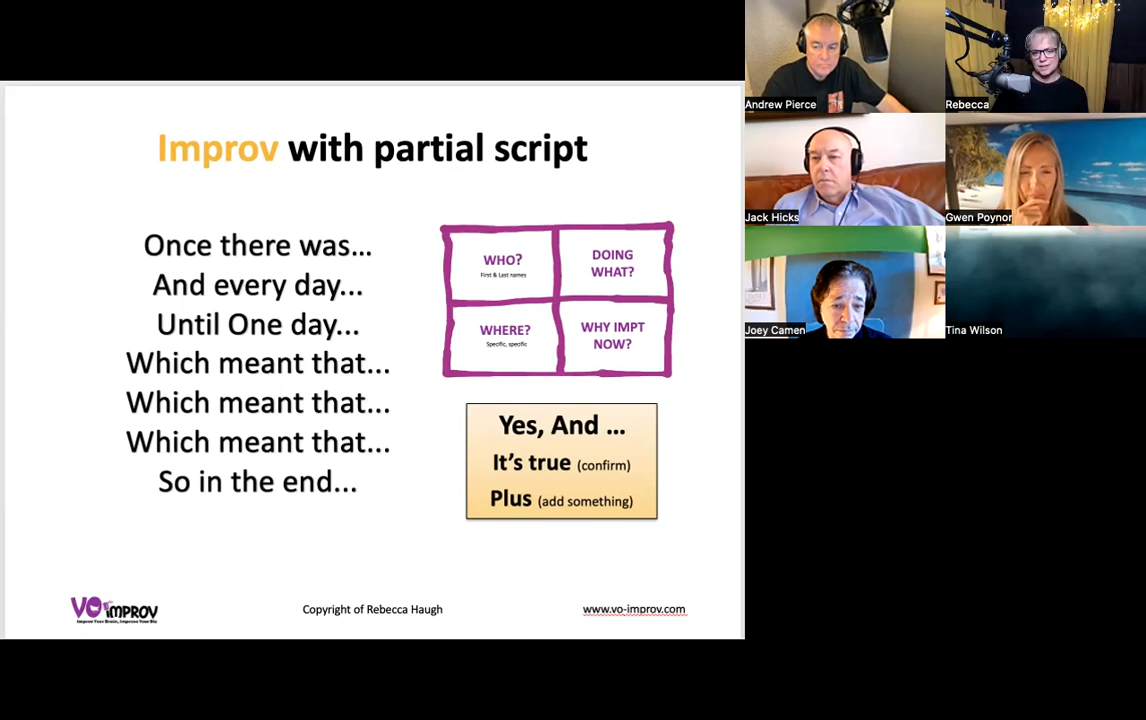 Improv with partial script
Once there was...
And every day...
Until One day...
Which meant that...
Which meant that...
Which meant that...
So in the end...
WHO?
First & Last names
DOING
WHAT?
WHERE?
Specific, specific
WHY IMPT
NOW?
Yes, And ...
It's true (confirm)
Plus (add something)
VO IMPROV
Improve Your Brain, Improve Your Biz
Copyright of Rebecca Haugh
www.vo-improv.com
Andrew Pierce
Rebecca
Jack Hicks
Gwen Poynor
Joey Camen
Tina Wilson